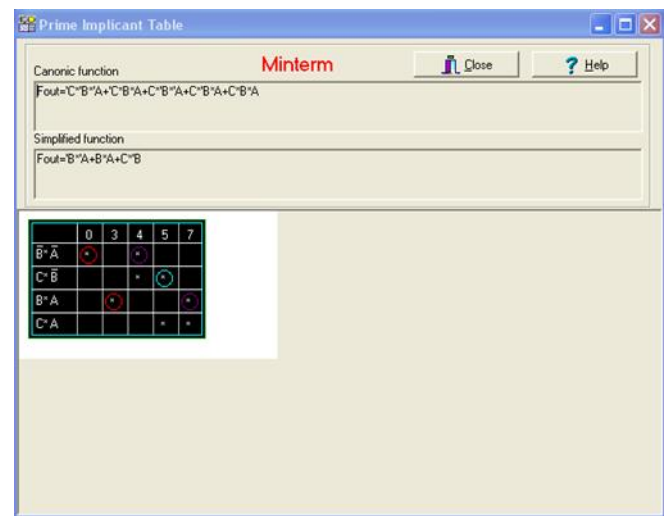 Prime Implicant Table
Minterm
Close
Help
Canonic function
Fout='C*'B*'A+'C*B*A+C*'B*'A+C*'B*A+C*B*A
Simplified function
Fout='B*'A+B*A+C*'B
0 3 4 5 7
B̅*A̅ * *
C*B̅ * *
B*A * *
C*A * *